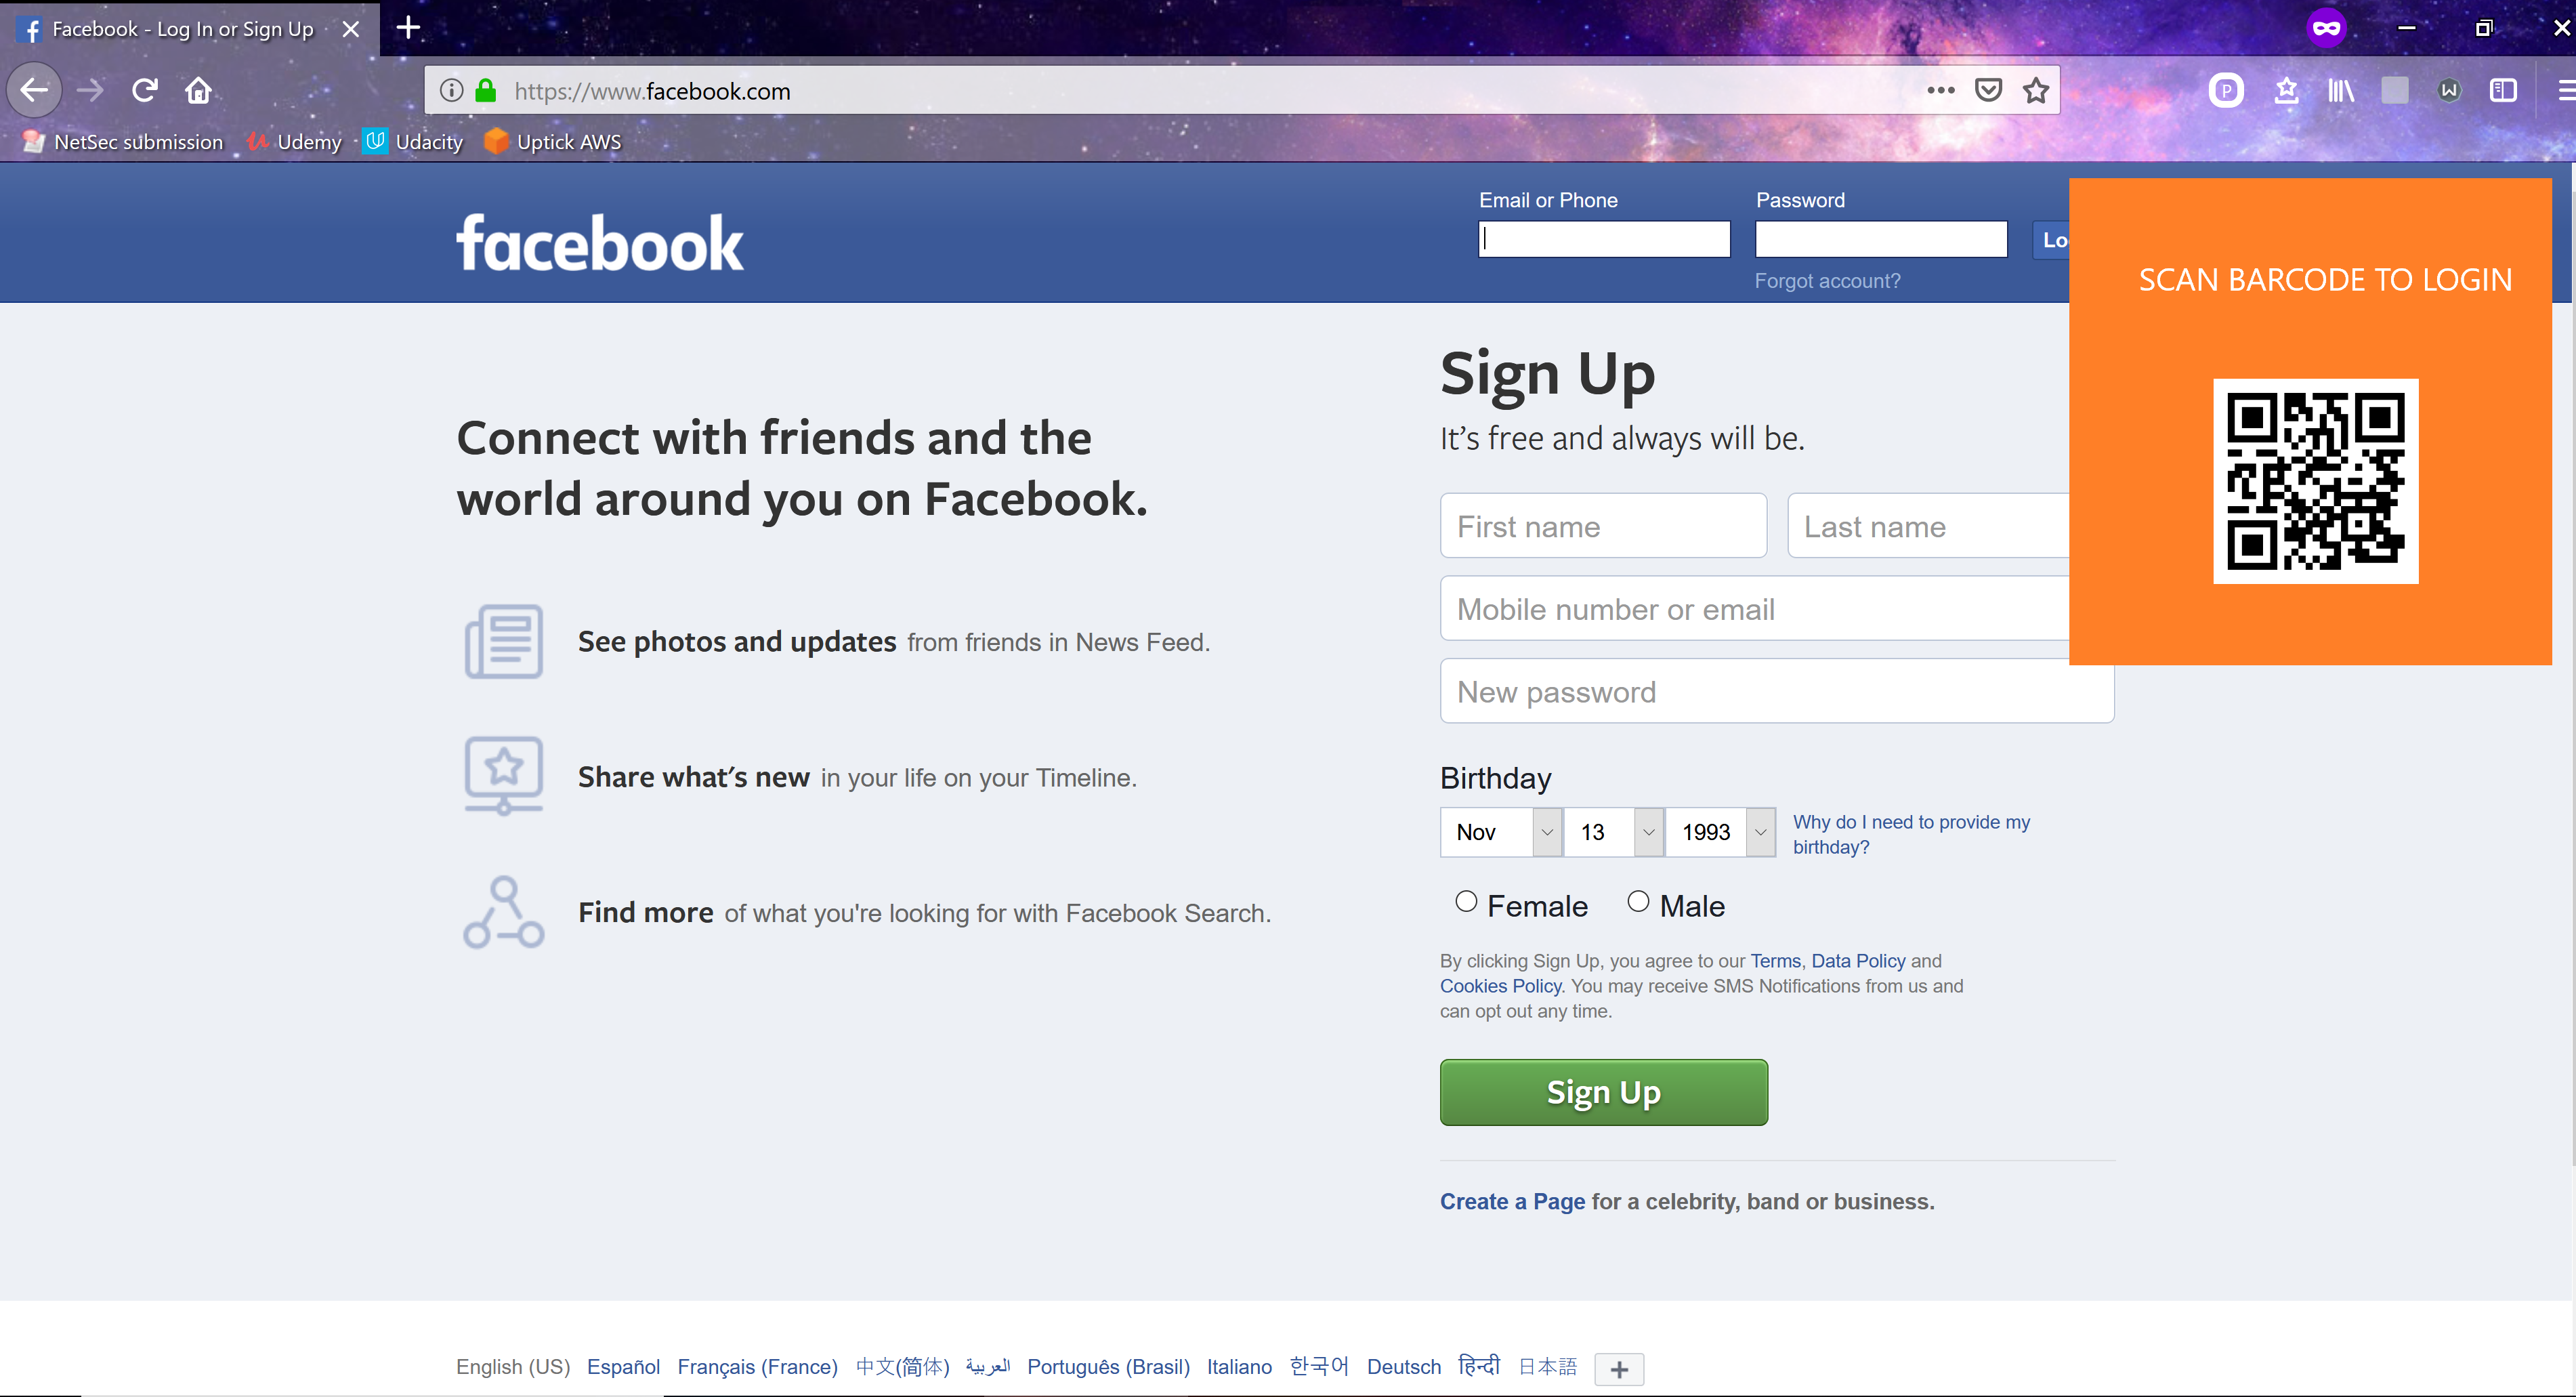 Facebook - Log In or Sign Up
https://www.facebook.com
NetSec submission Udemy Udacity Uptick AWS
facebook
Email or Phone
Password
Forgot account?
SCAN BARCODE TO LOGIN
Connect with friends and the
world around you on Facebook.
See photos and updates from friends in News Feed.
Share what's new in your life on your Timeline.
Find more of what you're looking for with Facebook Search.
Sign Up
It's free and always will be.
First name
Last name
Mobile number or email
New password
Birthday
Nov 13 1993
Why do I need to provide my
birthday?
Female Male
By clicking Sign Up, you agree to our Terms, Data Policy and
Cookies Policy. You may receive SMS Notifications from us and
can opt out any time.
Sign Up
Create a Page for a celebrity, band or business.
English (US) Español Français (France) 中文(简体) العربية Português (Brasil) Italiano 한국어 Deutsch हिन्दी 日本語